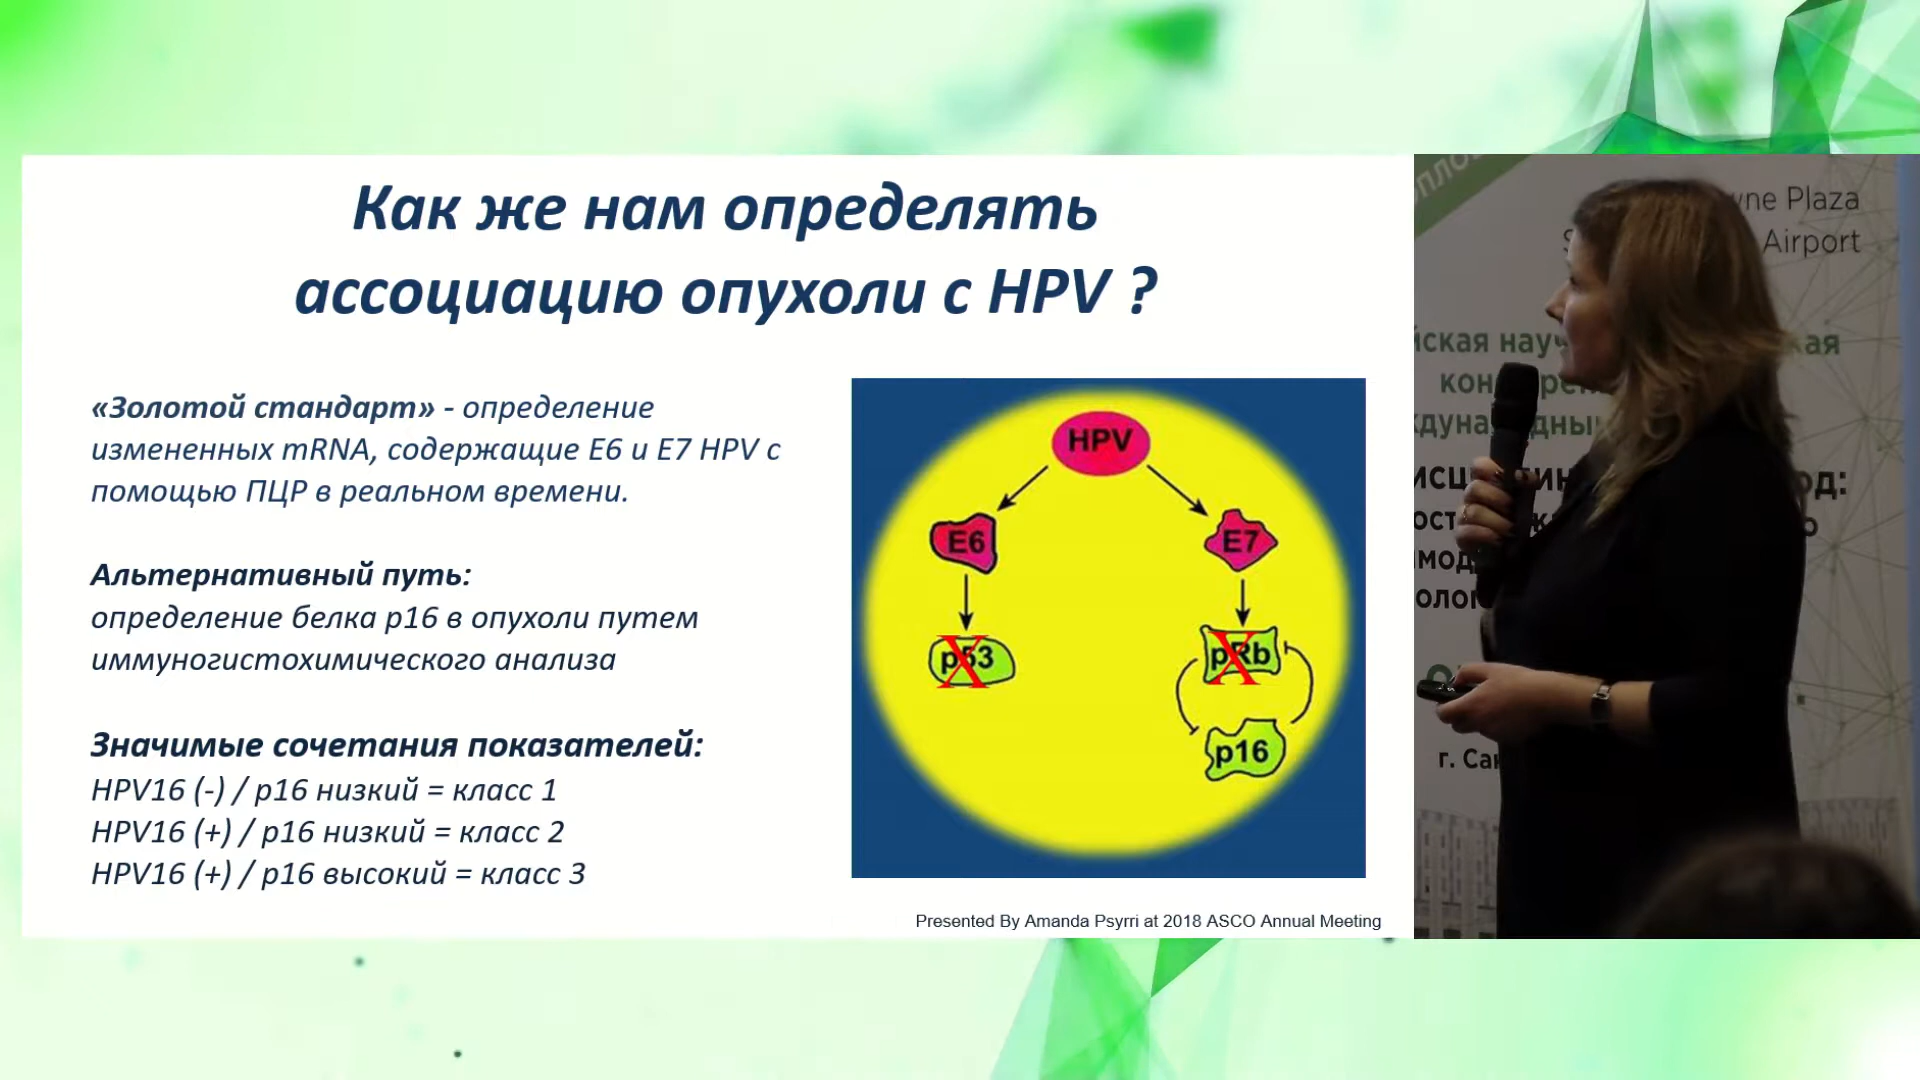 Как же нам определять
ассоциацию опухоли с HPV ?
«Золотой стандарт» - определение
измененных mRNA, содержащие E6 и E7 HPV с
помощью ПЦР в реальном времени.
Альтернативный путь:
определение белка p16 в опухоли путем
иммуногистохимического анализа
Значимые сочетания показателей:
HPV16 (-) / p16 низкий = класс 1
HPV16 (+) / p16 низкий = класс 2
HPV16 (+) / p16 высокий = класс 3
HPV
E6
E7
p53
X
pRb
X
p16
Presented By Amanda Psyrri at 2018 ASCO Annual Meeting
Plaza
Airport
г.